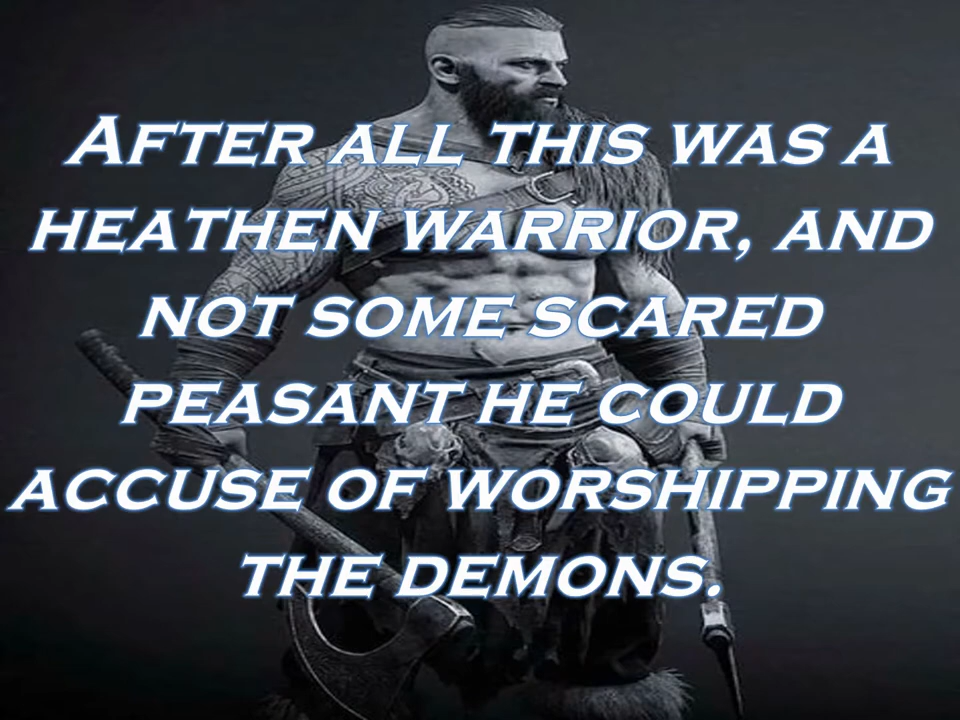 After all this was a
heathen warrior, and
not some scared
peasant he could
accuse of worshipping
the demons.